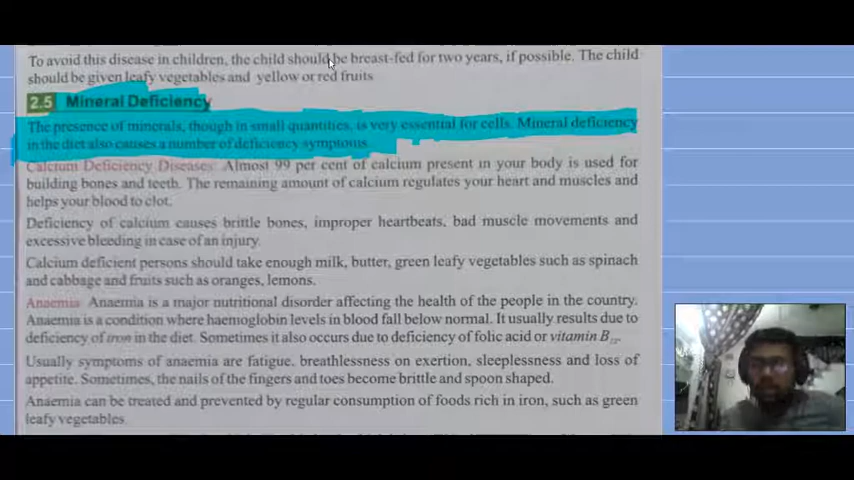 To avoid this disease in children, the child should be breast-fed for two years, if possible. The child
should be given leafy vegetables and yellow or red fruits
2.5 Mineral Deficiency
The presence of minerals, though in small quantities, is very essential for cells. Mineral deficiency
in the diet also causes a number of deficiency symptoms.
Calcium Deficiency Diseases Almost 99 per cent of calcium present in your body is used for
building bones and teeth. The remaining amount of calcium regulates your heart and muscles and
helps your blood to clot.
Deficiency of calcium causes brittle bones, improper heartbeats, bad muscle movements and
excessive bleeding in case of an injury.
Calcium deficient persons should take enough milk, butter, green leafy vegetables such as spinach
and cabbage and fruits such as oranges, lemons.
Anaemia Anaemia is a major nutritional disorder affecting the health of the people in the country.
Anaemia is a condition where haemoglobin levels in blood fall below normal. It usually results due to
deficiency of iron in the diet. Sometimes it also occurs due to deficiency of folic acid or vitamin B12.
Usually symptoms of anaemia are fatigue, breathlessness on exertion, sleeplessness and loss of
appetite. Sometimes, the nails of the fingers and toes become brittle and spoon shaped.
Anaemia can be treated and prevented by regular consumption of foods rich in iron, such as green
leafy vegetables